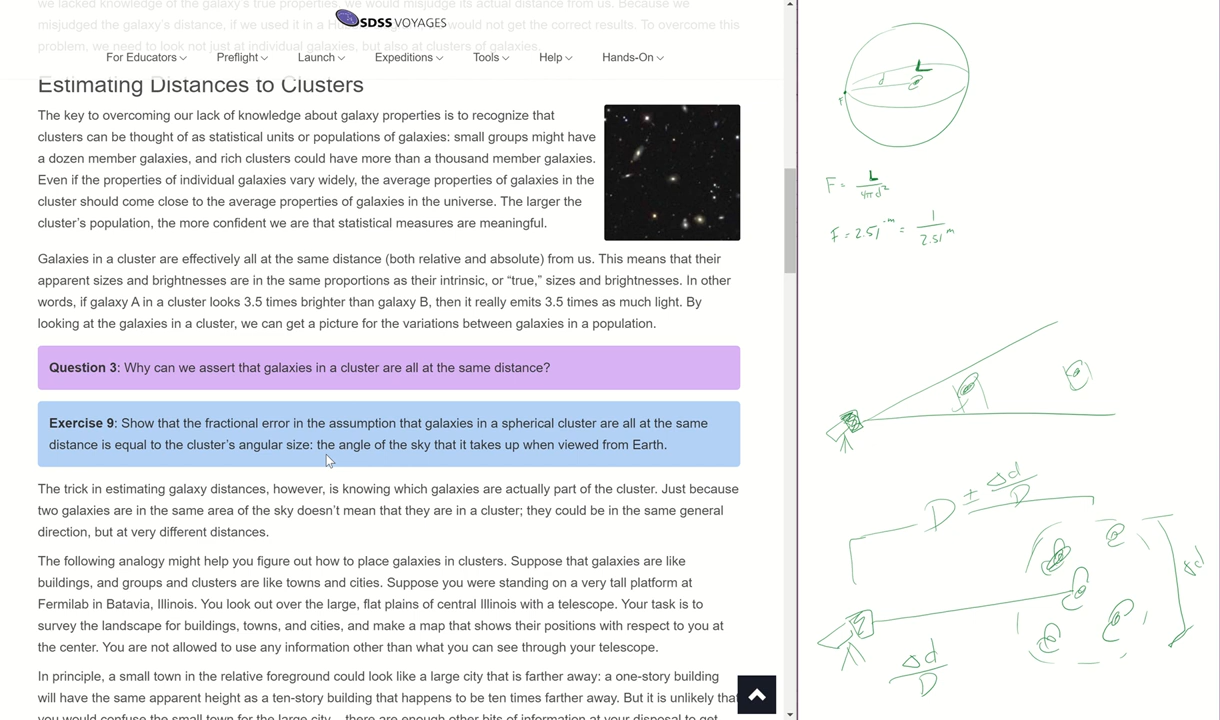 we lacked knowledge of the galaxy's true properties, we would misjudge its actual distance from us. Because we
misjudged the galaxy's distance, if we used it in a H would not get the correct results. To overcome this
problem, we need to look not just at individual galaxies, but also at clusters of galaxies.
SDSS VOYAGES
For Educators Preflight Launch Expeditions Tools Help Hands-On
Estimating Distances to Clusters
The key to overcoming our lack of knowledge about galaxy properties is to recognize that
clusters can be thought of as statistical units or populations of galaxies: small groups might have
a dozen member galaxies, and rich clusters could have more than a thousand member galaxies.
Even if the properties of individual galaxies vary widely, the average properties of galaxies in the
cluster should come close to the average properties of galaxies in the universe. The larger the
cluster's population, the more confident we are that statistical measures are meaningful.
Galaxies in a cluster are effectively all at the same distance (both relative and absolute) from us. This means that their
apparent sizes and brightnesses are in the same proportions as their intrinsic, or “true,” sizes and brightnesses. In other
words, if galaxy A in a cluster looks 3.5 times brighter than galaxy B, then it really emits 3.5 times as much light. By
looking at the galaxies in a cluster, we can get a picture for the variations between galaxies in a population.
Question 3: Why can we assert that galaxies in a cluster are all at the same distance?
Exercise 9: Show that the fractional error in the assumption that galaxies in a spherical cluster are all at the same
distance is equal to the cluster's angular size: the angle of the sky that it takes up when viewed from Earth.
The trick in estimating galaxy distances, however, is knowing which galaxies are actually part of the cluster. Just because
two galaxies are in the same area of the sky doesn't mean that they are in a cluster; they could be in the same general
direction, but at very different distances.
The following analogy might help you figure out how to place galaxies in clusters. Suppose that galaxies are like
buildings, and groups and clusters are like towns and cities. Suppose you were standing on a very tall platform at
Fermilab in Batavia, Illinois. You look out over the large, flat plains of central Illinois with a telescope. Your task is to
survey the landscape for buildings, towns, and cities, and make a map that shows their positions with respect to you at
the center. You are not allowed to use any information other than what you can see through your telescope.
In principle, a small town in the relative foreground could look like a large city that is farther away: a one-story building
will have the same apparent height as a ten-story building that happens to be ten times farther away. But it is unlikely that
you would confuse the small town for the large city... there are enough other bits of information at your disposal to get
L
d
F
F = L / 4πd²
F = 2.51^-m = 1 / 2.51^m
D ± Δd / D
Δd
Δd / D